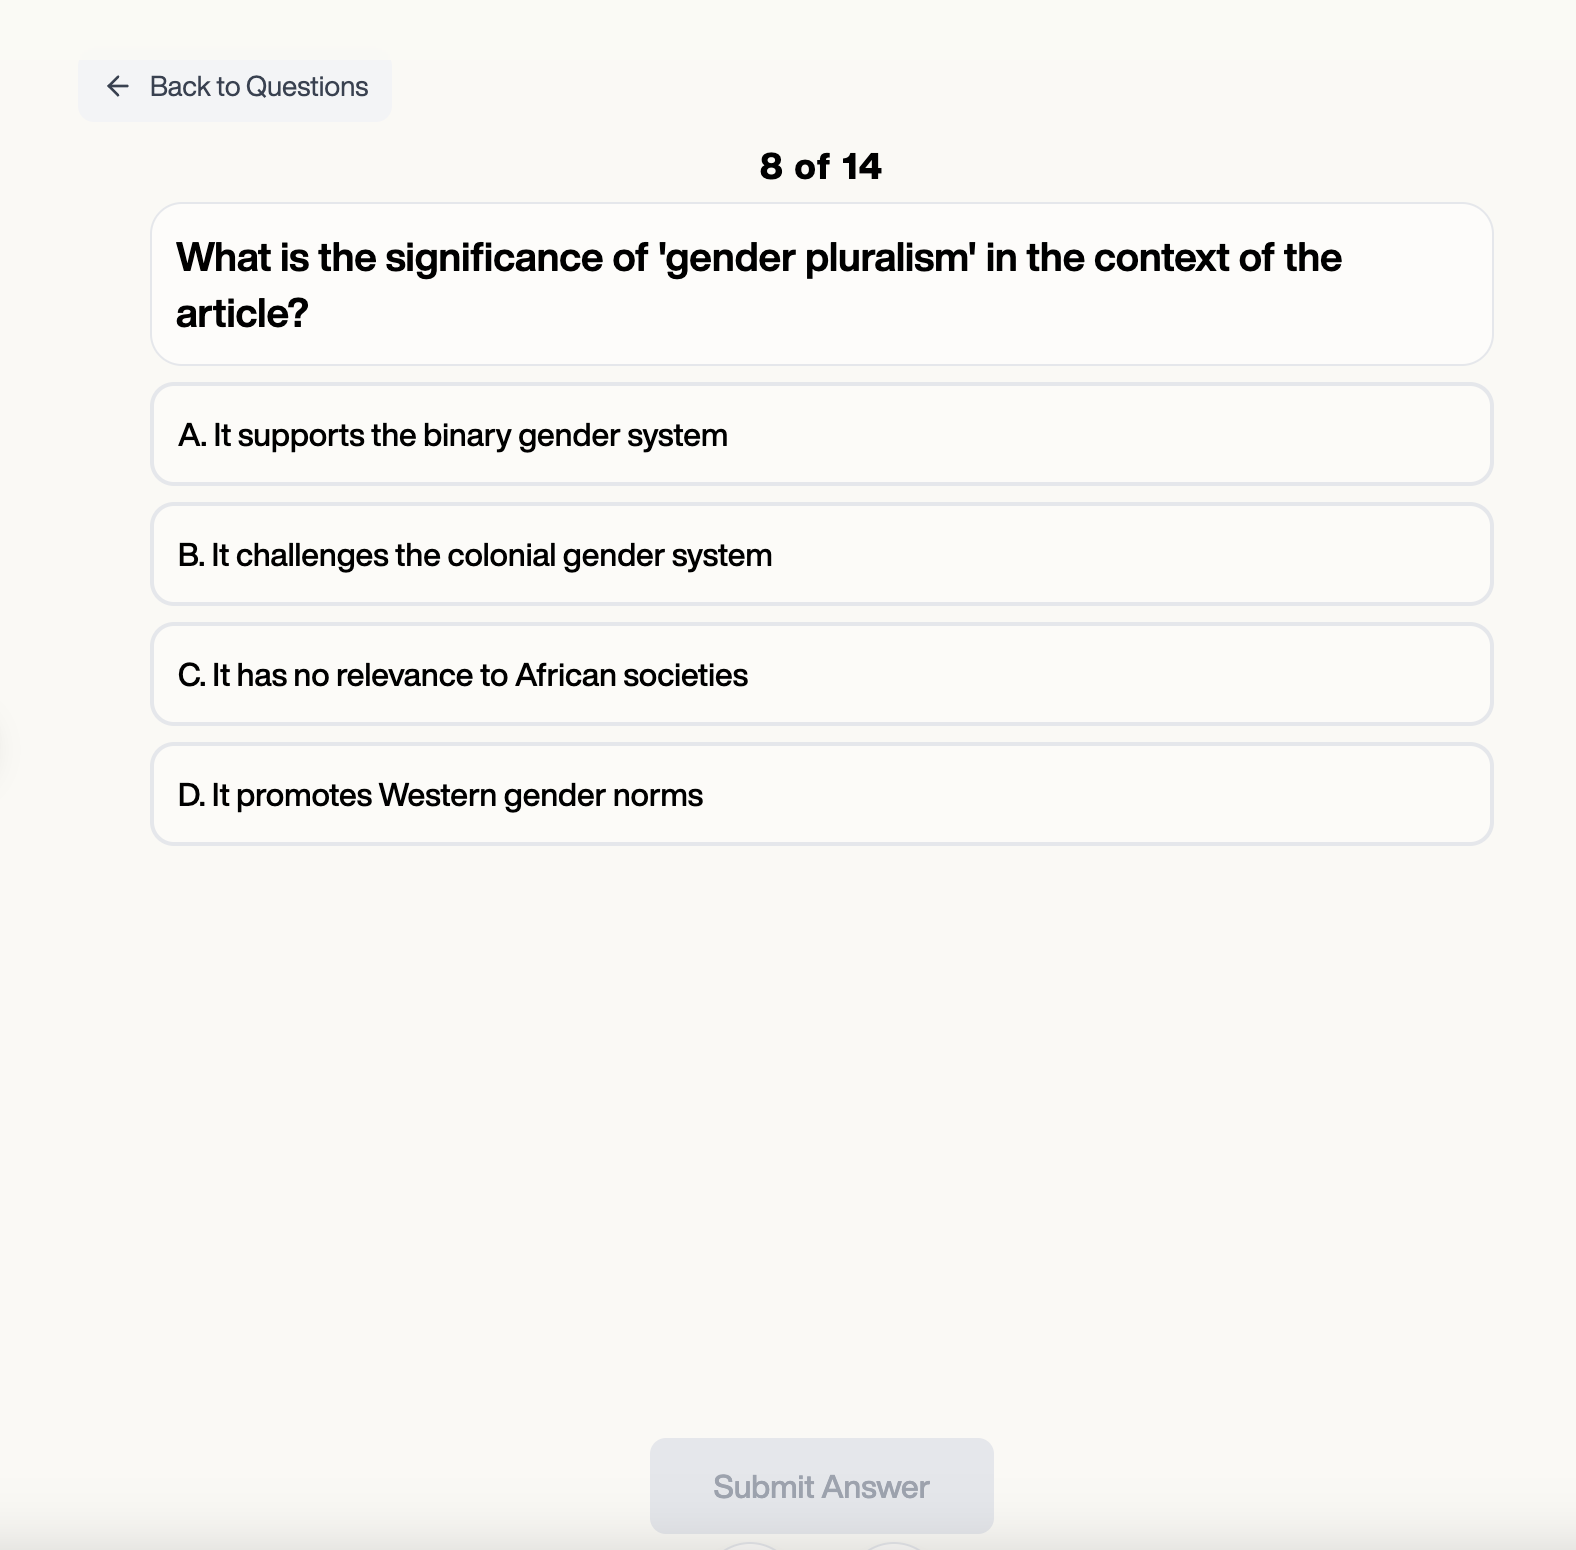 Back to Questions
8 of 14
What is the significance of 'gender pluralism' in the context of the
article?
A. It supports the binary gender system
B. It challenges the colonial gender system
C. It has no relevance to African societies
D. It promotes Western gender norms
Submit Answer